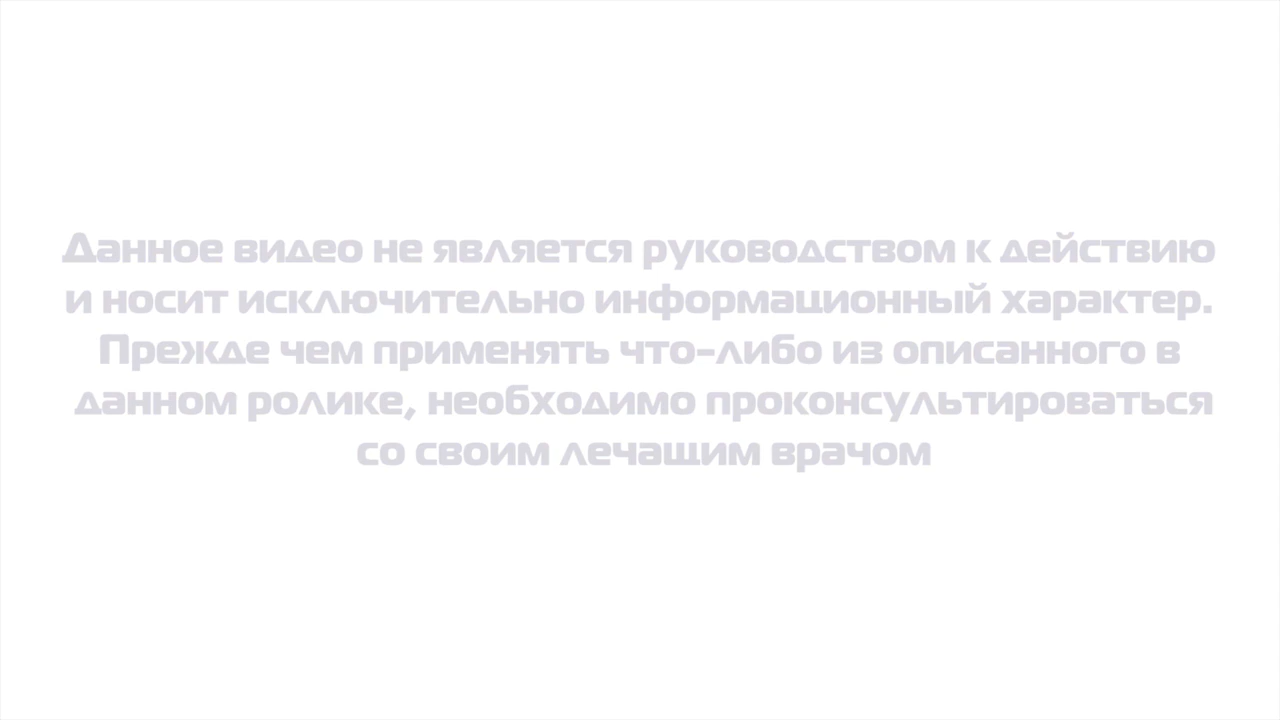 Данное видео не является руководством к действию
и носит исключительно информационный характер.
Прежде чем применять что-либо из описанного в
данном ролике, необходимо проконсультироваться
со своим лечащим врачом